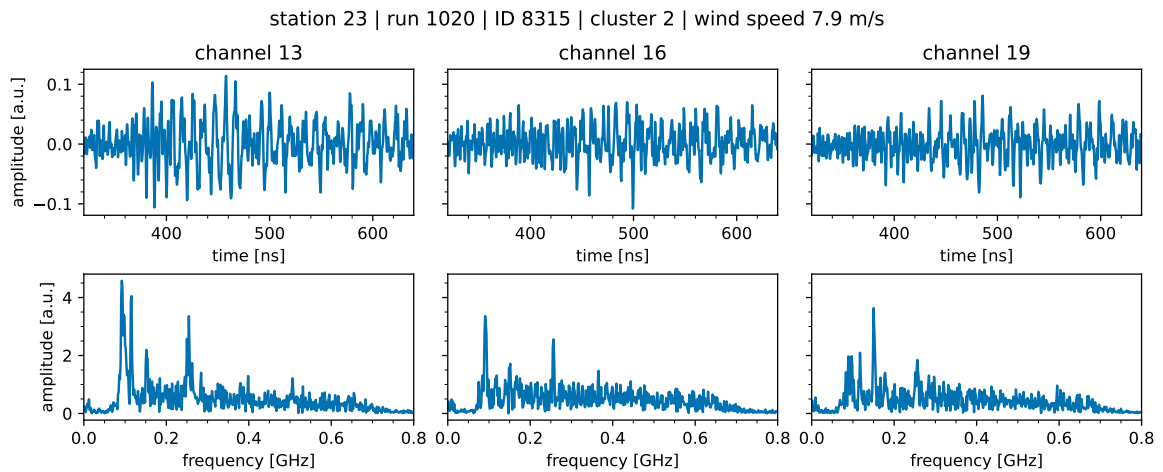 station 23 | run 1020 | ID 8315 | cluster 2 | wind speed 7.9 m/s
channel 13 channel 16 channel 19
amplitude [a.u.]
0.1
0.0
−0.1
400 500 600 400 500 600 400 500 600
time [ns] time [ns] time [ns]
amplitude [a.u.]
4
2
0
0.0 0.2 0.4 0.6 0.8 0.0 0.2 0.4 0.6 0.8 0.0 0.2 0.4 0.6 0.8
frequency [GHz] frequency [GHz] frequency [GHz]